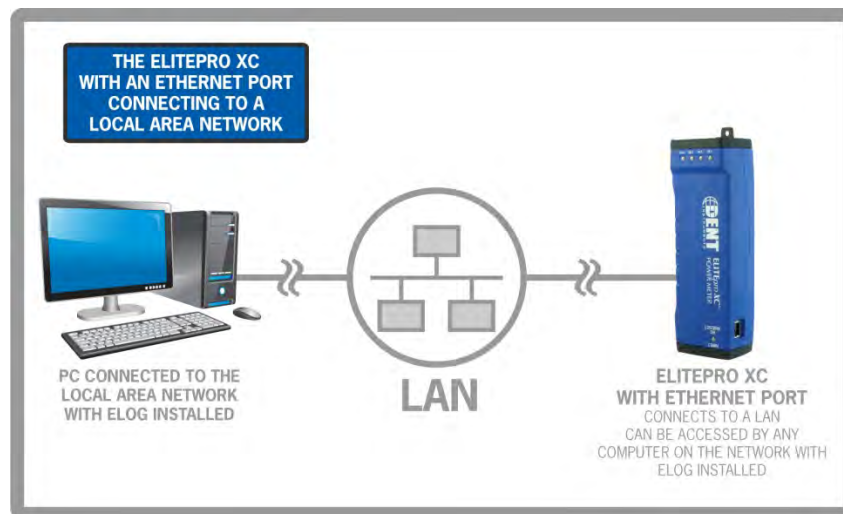 THE ELITEPRO XC
WITH AN ETHERNET PORT
CONNECTING TO A
LOCAL AREA NETWORK
PC CONNECTED TO THE
LOCAL AREA NETWORK
WITH ELOG INSTALLED
LAN
DENT
ELITEpro XC™
POWER METER
ELITEPRO XC
WITH ETHERNET PORT
CONNECTS TO A LAN
CAN BE ACCESSED BY ANY
COMPUTER ON THE NETWORK WITH
ELOG INSTALLED